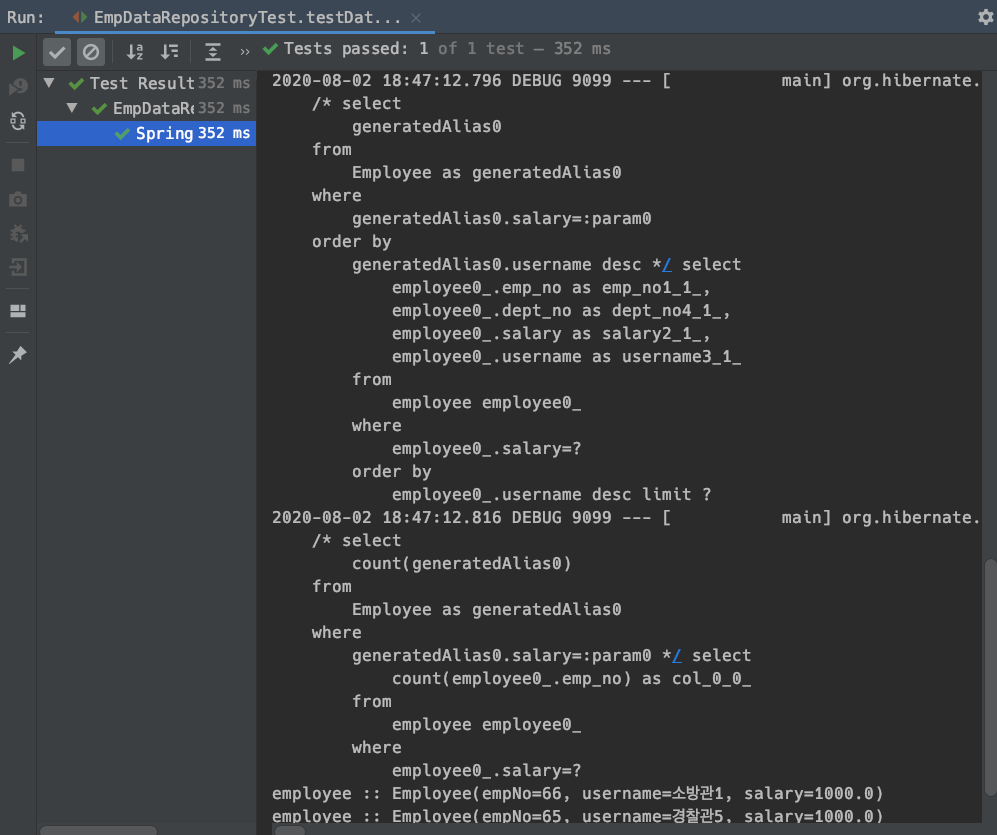 Run: EmpDataRepositoryTest.testDat... ×
» Tests passed: 1 of 1 test – 352 ms
Test Result 352 ms
EmpDataRe 352 ms
Spring 352 ms
2020-08-02 18:47:12.796 DEBUG 9099 --- [           main] org.hibernate.
    /* select
        generatedAlias0
    from
        Employee as generatedAlias0
    where
        generatedAlias0.salary=:param0
    order by
        generatedAlias0.username desc */ select
            employee0_.emp_no as emp_no1_1_,
            employee0_.dept_no as dept_no4_1_,
            employee0_.salary as salary2_1_,
            employee0_.username as username3_1_
        from
            employee employee0_
        where
            employee0_.salary=?
        order by
            employee0_.username desc limit ?
2020-08-02 18:47:12.816 DEBUG 9099 --- [           main] org.hibernate.
    /* select
        count(generatedAlias0)
    from
        Employee as generatedAlias0
    where
        generatedAlias0.salary=:param0 */ select
            count(employee0_.emp_no) as col_0_0_
        from
            employee employee0_
        where
            employee0_.salary=?
employee :: Employee(empNo=66, username=소방관1, salary=1000.0)
employee :: Employee(empNo=65, username=경찰관5, salary=1000.0)